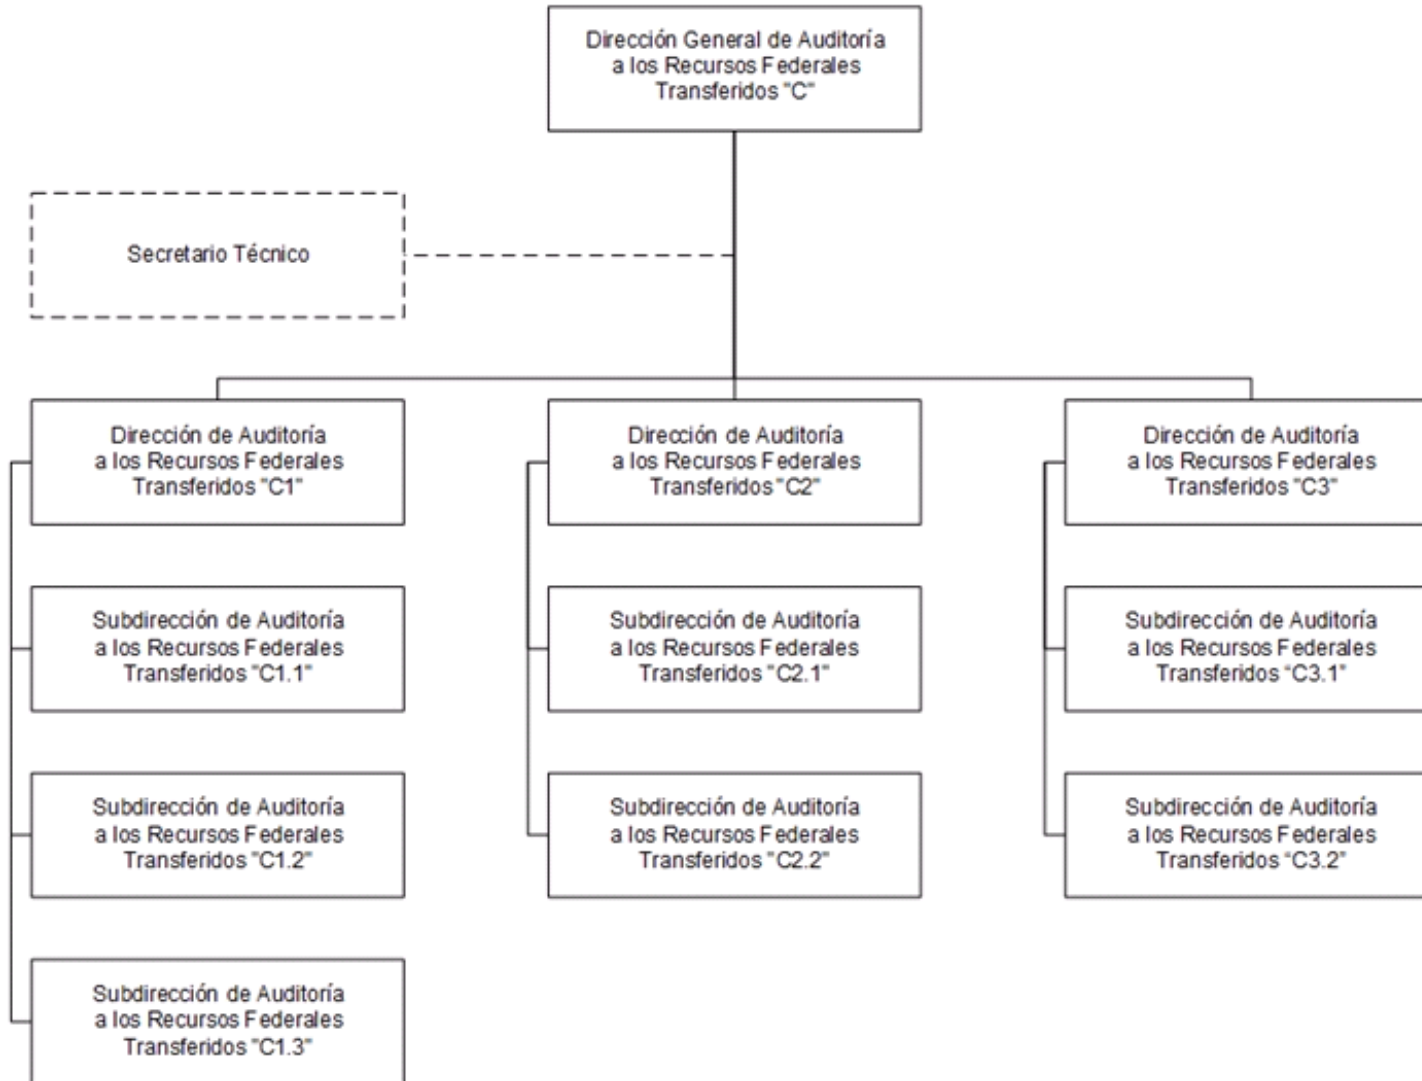 Dirección General de Auditoría
a los Recursos Federales
Transferidos "C"
Secretario Técnico
Dirección de Auditoría
a los Recursos Federales
Transferidos "C1"
Dirección de Auditoría
a los Recursos Federales
Transferidos "C2"
Dirección de Auditoría
a los Recursos Federales
Transferidos "C3"
Subdirección de Auditoría
a los Recursos Federales
Transferidos "C1.1"
Subdirección de Auditoría
a los Recursos Federales
Transferidos "C2.1"
Subdirección de Auditoría
a los Recursos Federales
Transferidos “C3.1”
Subdirección de Auditoría
a los Recursos Federales
Transferidos "C1.2"
Subdirección de Auditoría
a los Recursos Federales
Transferidos "C2.2"
Subdirección de Auditoría
a los Recursos Federales
Transferidos “C3.2”
Subdirección de Auditoría
a los Recursos Federales
Transferidos "C1.3"